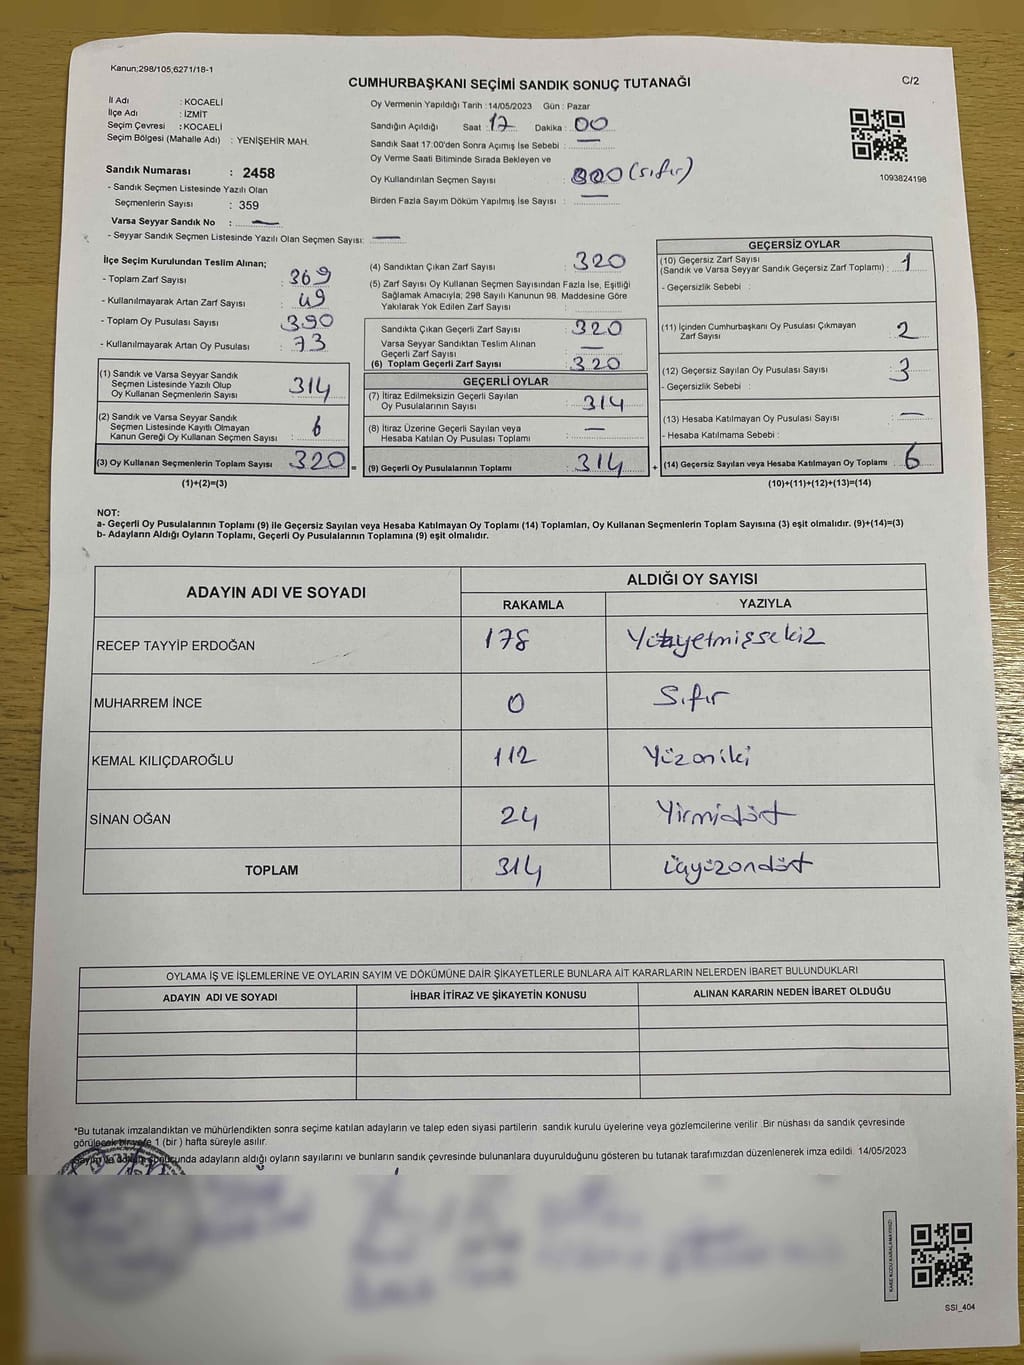 Kanun;298/105;6271/18-1
CUMHURBAŞKANI SEÇİMİ SANDIK SONUÇ TUTANAĞI
C/2
İl Adı : KOCAELİ
İlçe Adı : İZMİT
Seçim Çevresi : KOCAELİ
Seçim Bölgesi (Mahalle Adı) : YENİŞEHİR MAH.
Sandık Numarası : 2458
- Sandık Seçmen Listesinde Yazılı Olan
Seçmenlerin Sayısı : 359
Varsa Seyyar Sandık No : —
- Seyyar Sandık Seçmen Listesinde Yazılı Olan Seçmen Sayısı: —
Oy Vermenin Yapıldığı Tarih : 14/05/2023 Gün : Pazar
Sandığın Açıldığı Saat : 17 Dakika : 00
Sandık Saat 17:00'den Sonra Açımış İse Sebebi : —
Oy Verme Saati Bitiminde Sırada Bekleyen ve
Oy Kullandırılan Seçmen Sayısı : 000 (sıfır)
Birden Fazla Sayım Döküm Yapılmış İse Sayısı : —
1093824198
İlçe Seçim Kurulundan Teslim Alınan;
- Toplam Zarf Sayısı : 369
- Kullanılmayarak Artan Zarf Sayısı : 49
- Toplam Oy Pusulası Sayısı : 390
- Kullanılmayarak Artan Oy Pusulası : 73
(1) Sandık ve Varsa Seyyar Sandık
Seçmen Listesinde Yazılı Olup
Oy Kullanan Seçmenlerin Sayısı : 314
(2) Sandık ve Varsa Seyyar Sandık
Seçmen Listesinde Kayıtlı Olmayan
Kanun Gereği Oy Kullanan Seçmen Sayısı : 6
(3) Oy Kullanan Seçmenlerin Toplam Sayısı : 320 =
(1)+(2)=(3)
(4) Sandıktan Çıkan Zarf Sayısı : 320
(5) Zarf Sayısı Oy Kullanan Seçmen Sayısından Fazla İse, Eşitliği
Sağlamak Amacıyla; 298 Sayılı Kanunun 98. Maddesine Göre
Yakılarak Yok Edilen Zarf Sayısı :
Sandıkta Çıkan Geçerli Zarf Sayısı : 320
Varsa Seyyar Sandıktan Teslim Alınan
Geçerli Zarf Sayısı : —
(6) Toplam Geçerli Zarf Sayısı : 320
GEÇERLİ OYLAR
(7) İtiraz Edilmeksizin Geçerli Sayılan
Oy Pusulalarının Sayısı : 314
(8) İtiraz Üzerine Geçerli Sayılan veya
Hesaba Katılan Oy Pusulası Toplamı : —
(9) Geçerli Oy Pusulalarının Toplamı : 314 +
GEÇERSİZ OYLAR
(10) Geçersiz Zarf Sayısı
(Sandık ve Varsa Seyyar Sandık Geçersiz Zarf Toplamı) : 1
- Geçersizlik Sebebi :
(11) İçinden Cumhurbaşkanı Oy Pusulası Çıkmayan
Zarf Sayısı : 2
(12) Geçersiz Sayılan Oy Pusulası Sayısı : 3
- Geçersizlik Sebebi :
(13) Hesaba Katılmayan Oy Pusulası Sayısı : —
- Hesaba Katılmama Sebebi :
(14) Geçersiz Sayılan veya Hesaba Katılmayan Oy Toplamı : 6
(10)+(11)+(12)+(13)=(14)
NOT:
a- Geçerli Oy Pusulalarının Toplamı (9) ile Geçersiz Sayılan veya Hesaba Katılmayan Oy Toplamı (14) Toplamları, Oy Kullanan Seçmenlerin Toplam Sayısına (3) eşit olmalıdır. (9)+(14)=(3)
b- Adayların Aldığı Oyların Toplamı, Geçerli Oy Pusulalarının Toplamına (9) eşit olmalıdır.
ADAYIN ADI VE SOYADI ALDIĞI OY SAYISI
RAKAMLA YAZIYLA
RECEP TAYYİP ERDOĞAN 178 Yüzyetmişsekiz
MUHARREM İNCE 0 Sıfır
KEMAL KILIÇDAROĞLU 112 Yüzoniki
SİNAN OĞAN 24 Yirmidört
TOPLAM 314 üçyüzondört
OYLAMA İŞ VE İŞLEMLERİNE VE OYLARIN SAYIM VE DÖKÜMÜNE DAİR ŞİKAYETLERLE BUNLARA AİT KARARLARIN NELERDEN İBARET BULUNDUKLARI
ADAYIN ADI VE SOYADI İHBAR İTİRAZ VE ŞİKAYETİN KONUSU ALINAN KARARIN NEDEN İBARET OLDUĞU
*Bu tutanak imzalandıktan ve mühürlendikten sonra seçime katılan adayların ve talep eden siyasi partilerin sandık kurulu üyelerine veya gözlemcilerine verilir .Bir nüshası da sandık çevresinde
görülecek bir yere 1 (bir ) hafta süreyle asılır.
adayların aldığı oyların sayılarını ve bunların sandık çevresinde bulunanlara duyurulduğunu gösteren bu tutanak tarafımızdan düzenlenerek imza edildi. 14/05/2023
SSI_404